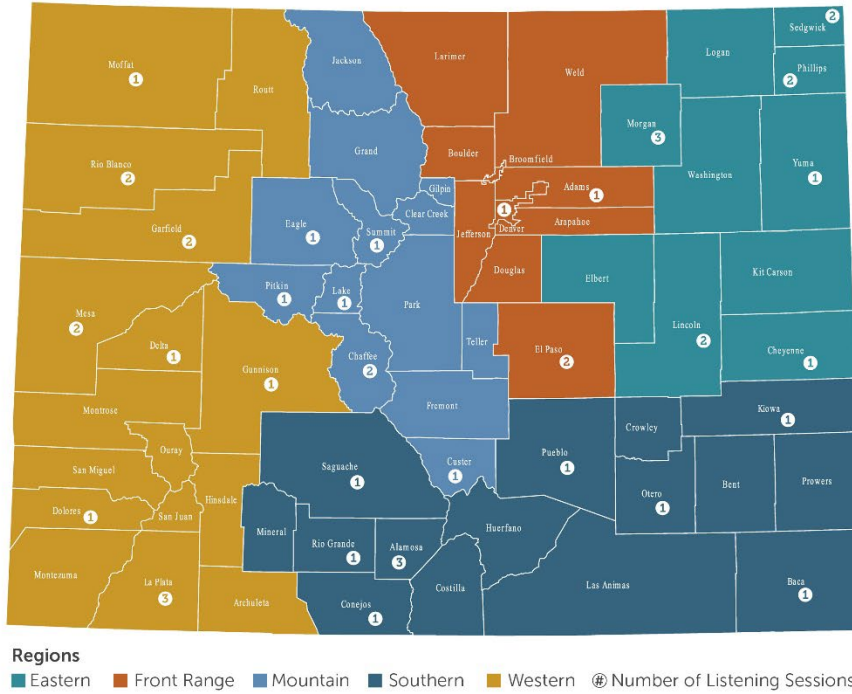 Sedgwick 2
Logan
Phillips 2
Moffat 1
Routt
Jackson
Larimer
Weld
Morgan 3
Washington
Yuma 1
Rio Blanco 2
Grand
Boulder
Broomfield
Gilpin
Clear Creek
Adams 1
1
Denver
Arapahoe
Jefferson
Garfield 2
Eagle 1
Summit 1
Douglas
Elbert
Kit Carson
Pitkin 1
Lake 1
Park
Mesa 2
Lincoln 2
Delta 1
Teller
El Paso 2
Cheyenne 1
Gunnison 1
Chaffee 2
Montrose
Fremont
Kiowa 1
Crowley
Ouray
San Miguel
Saguache 1
Custer 1
Pueblo 1
Otero 1
Bent
Prowers
Hinsdale
Dolores 1
San Juan
Mineral
Rio Grande 1
Alamosa 3
Huerfano
Montezuma
La Plata 3
Archuleta
Conejos 1
Costilla
Las Animas
Baca 1
Regions
Eastern Front Range Mountain Southern Western # Number of Listening Sessions